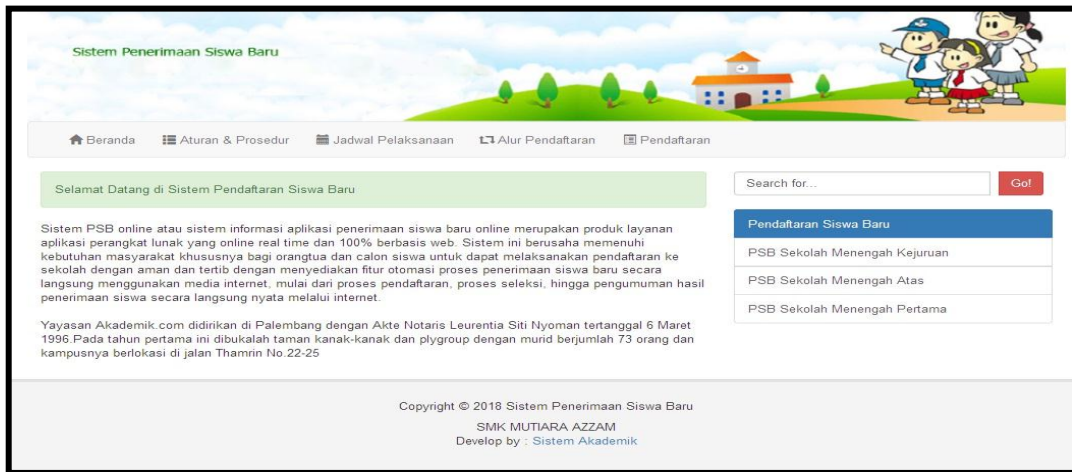 Sistem Penerimaan Siswa Baru
Beranda
Aturan & Prosedur
Jadwal Pelaksanaan
Alur Pendaftaran
Pendaftaran
Selamat Datang di Sistem Pendaftaran Siswa Baru
Sistem PSB online atau sistem informasi aplikasi penerimaan siswa baru online merupakan produk layanan
aplikasi perangkat lunak yang online real time dan 100% berbasis web. Sistem ini berusaha memenuhi
kebutuhan masyarakat khususnya bagi orangtua dan calon siswa untuk dapat melaksanakan pendaftaran ke
sekolah dengan aman dan tertib dengan menyediakan fitur otomasi proses penerimaan siswa baru secara
langsung menggunakan media internet, mulai dari proses pendaftaran, proses seleksi, hingga pengumuman hasil
penerimaan siswa secara langsung nyata melalui internet.
Yayasan Akademik.com didirikan di Palembang dengan Akte Notaris Leurentia Siti Nyoman tertanggal 6 Maret
1996.Pada tahun pertama ini dibukalah taman kanak-kanak dan plygroup dengan murid berjumlah 73 orang dan
kampusnya berlokasi di jalan Thamrin No.22-25
Search for...
Go!
Pendaftaran Siswa Baru
PSB Sekolah Menengah Kejuruan
PSB Sekolah Menengah Atas
PSB Sekolah Menengah Pertama
Copyright © 2018 Sistem Penerimaan Siswa Baru
SMK MUTIARA AZZAM
Develop by : Sistem Akademik